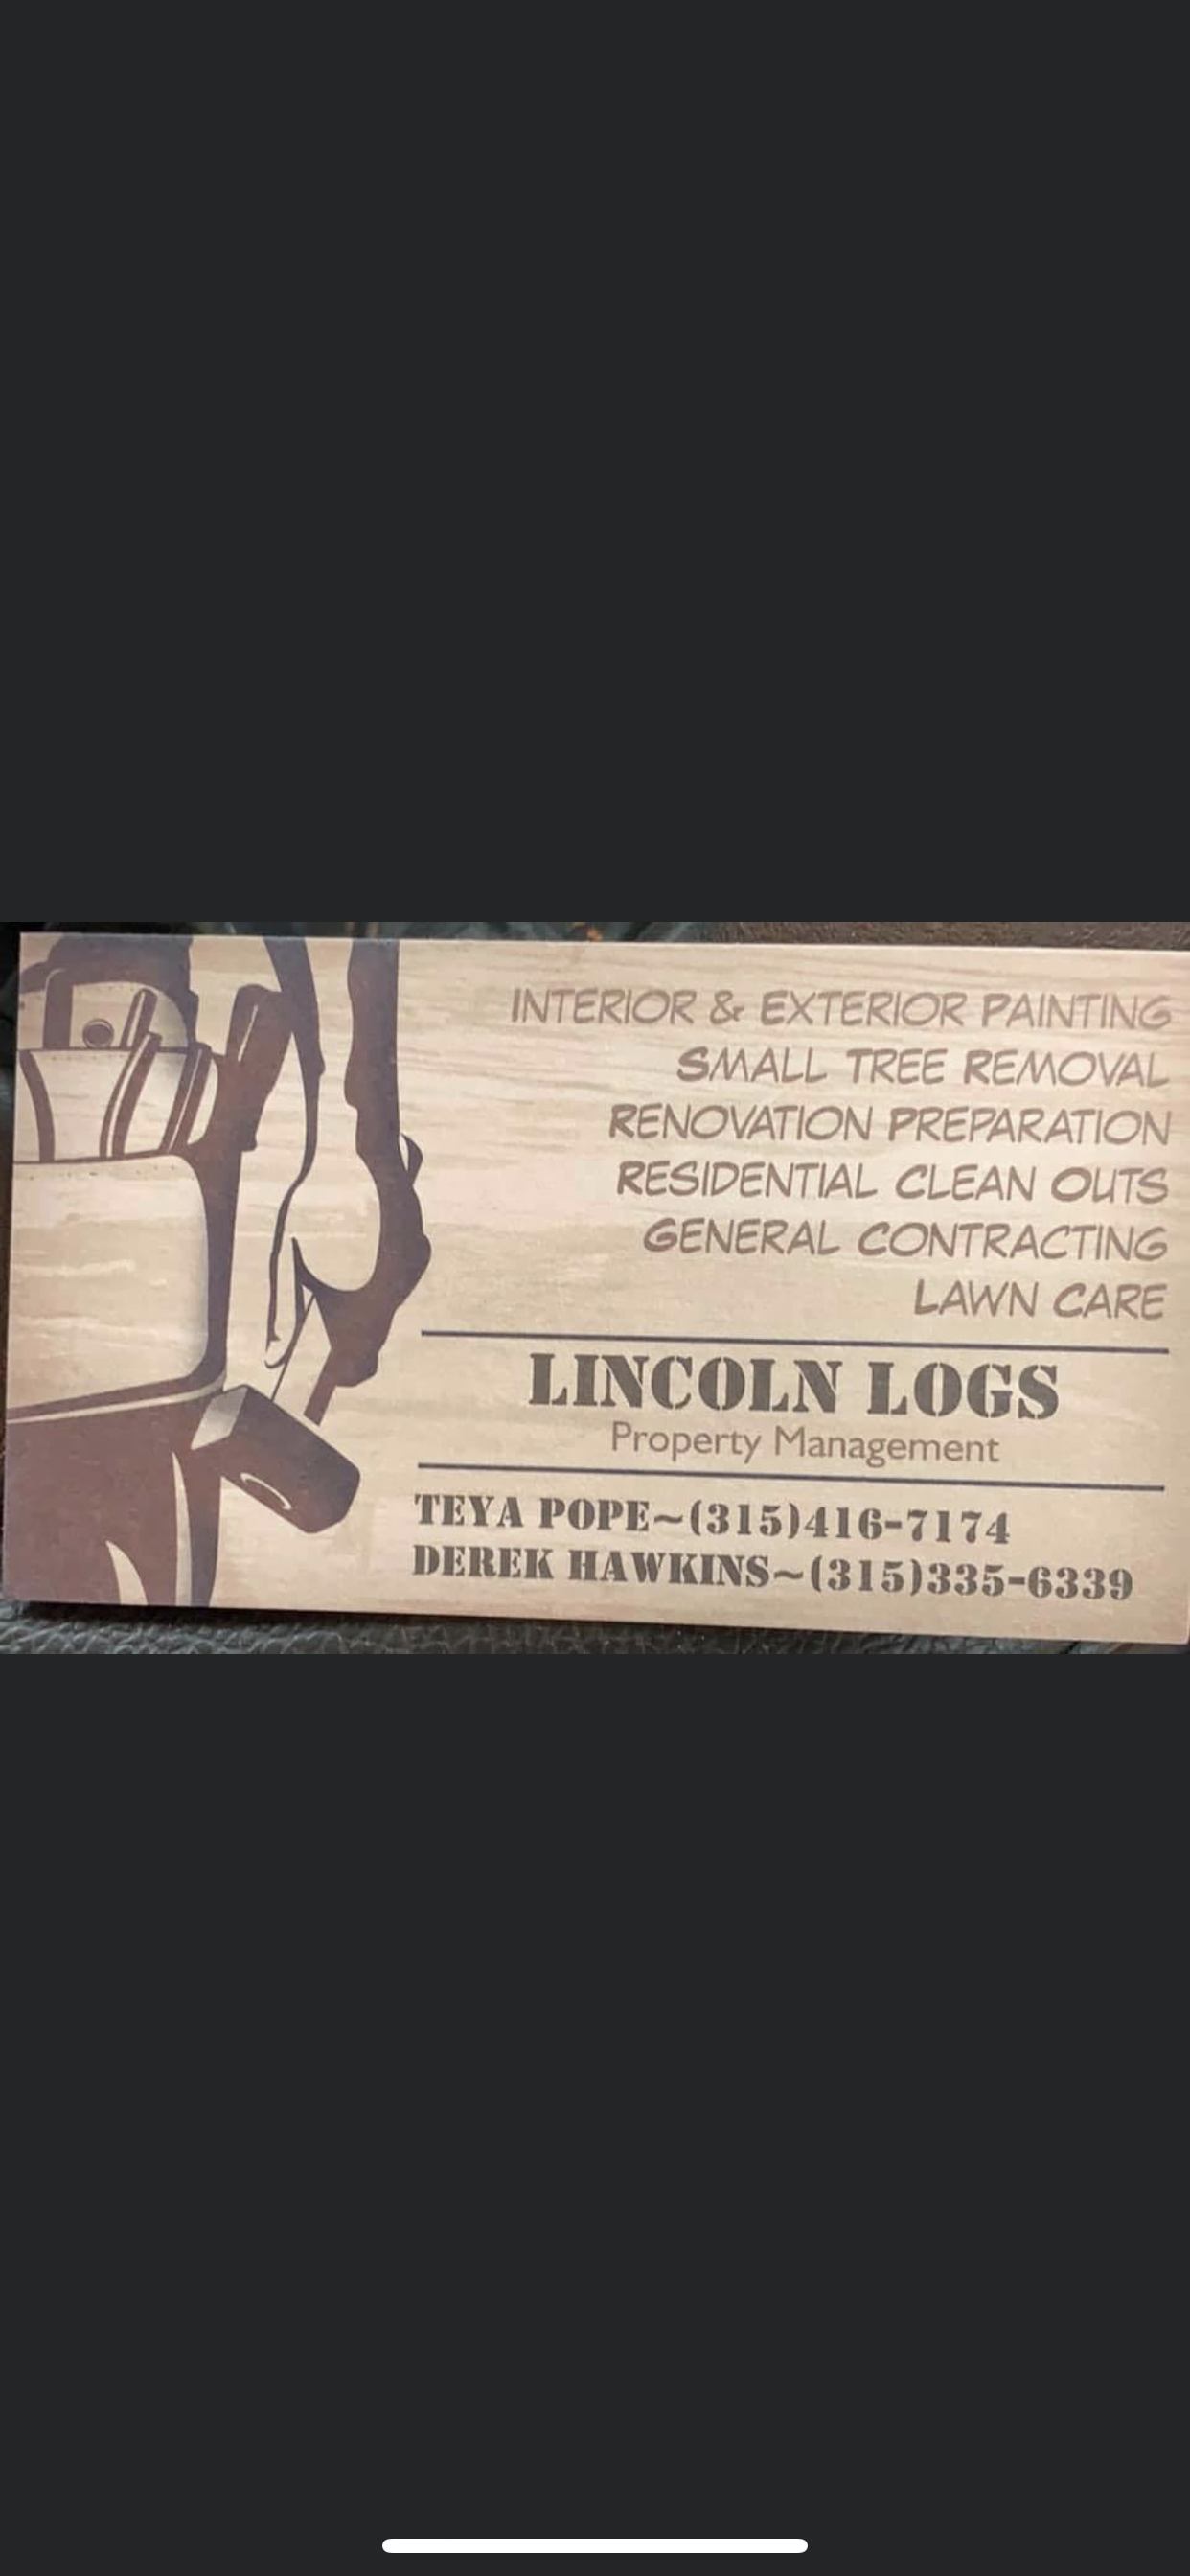 INTERIOR & EXTERIOR PAINTING
SMALL TREE REMOVAL
RENOVATION PREPARATION
RESIDENTIAL CLEAN OUTS
GENERAL CONTRACTING
LAWN CARE
LINCOLN LOGS
Property Management
TEYA POPE~(315)416-7174
DEREK HAWKINS~(315)335-6339